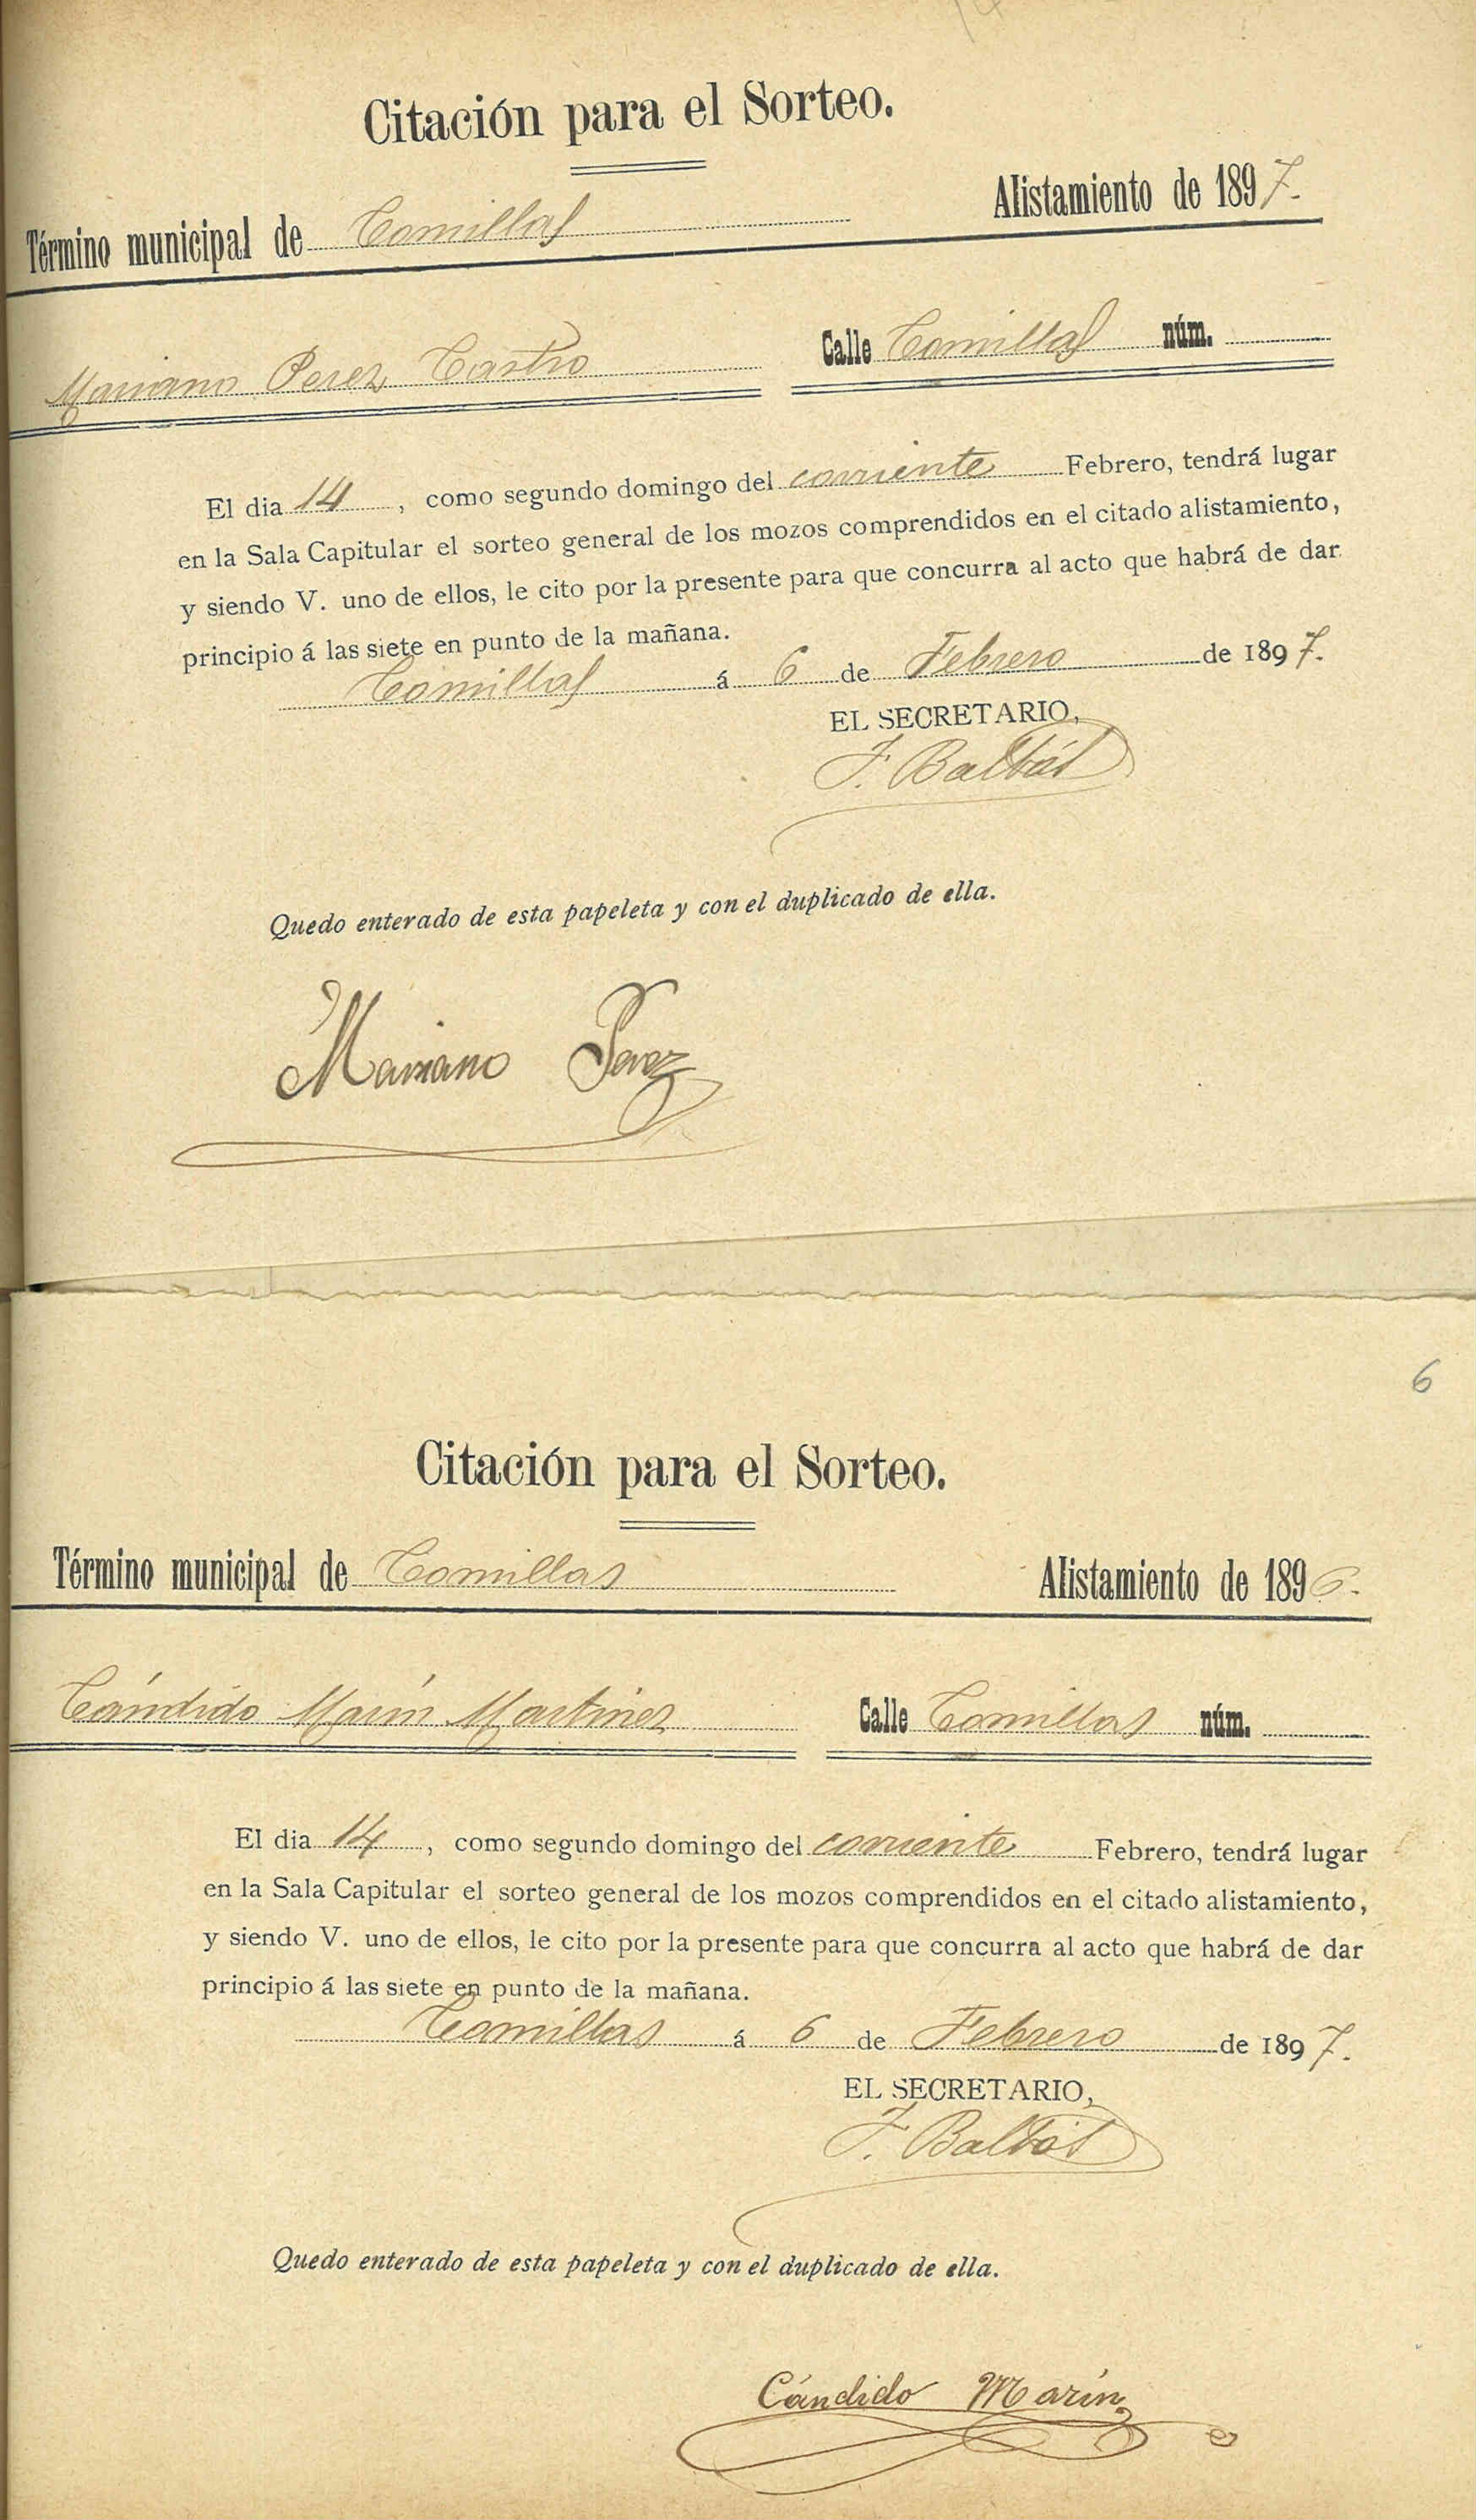 Citación para el Sorteo.
Término municipal de Comillas Alistamiento de 1897.
Mariano Perez Castro Calle Comillas núm.
El dia 14, como segundo domingo del corriente Febrero, tendrá lugar
en la Sala Capitular el sorteo general de los mozos comprendidos en el citado alistamiento,
y siendo V. uno de ellos, le cito por la presente para que concurra al acto que habrá de dar
principio á las siete en punto de la mañana.
Comillas á 6 de Febrero de 1897.
EL SECRETARIO,
F. Balbás
Quedo enterado de esta papeleta y con el duplicado de ella.
Mariano Perez
6
Citación para el Sorteo.
Término municipal de Comillas Alistamiento de 1896.
Cándido Marín Martinez Calle Comillas núm.
El dia 14, como segundo domingo del corriente Febrero, tendrá lugar
en la Sala Capitular el sorteo general de los mozos comprendidos en el citado alistamiento,
y siendo V. uno de ellos, le cito por la presente para que concurra al acto que habrá de dar
principio á las siete en punto de la mañana.
Comillas á 6 de Febrero de 1897.
EL SECRETARIO,
F. Balbás
Quedo enterado de esta papeleta y con el duplicado de ella.
Cándido Marín